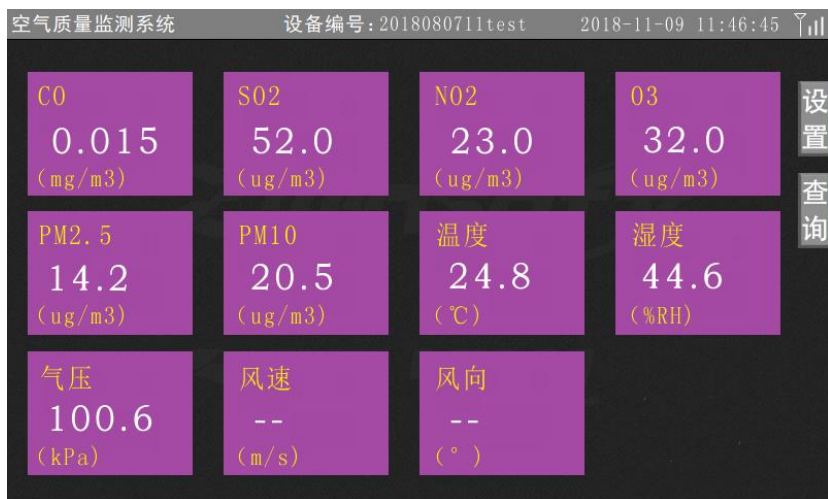 空气质量监测系统 设备编号:2018080711test 2018-11-09 11:46:45
CO SO2 NO2 O3
0.015 52.0 23.0 32.0
(mg/m3) (ug/m3) (ug/m3) (ug/m3)
设置
PM2.5 PM10 温度 湿度
14.2 20.5 24.8 44.6
(ug/m3) (ug/m3) (℃) (%RH)
查询
气压 风速 风向
100.6 -- --
(kPa) (m/s) (° )